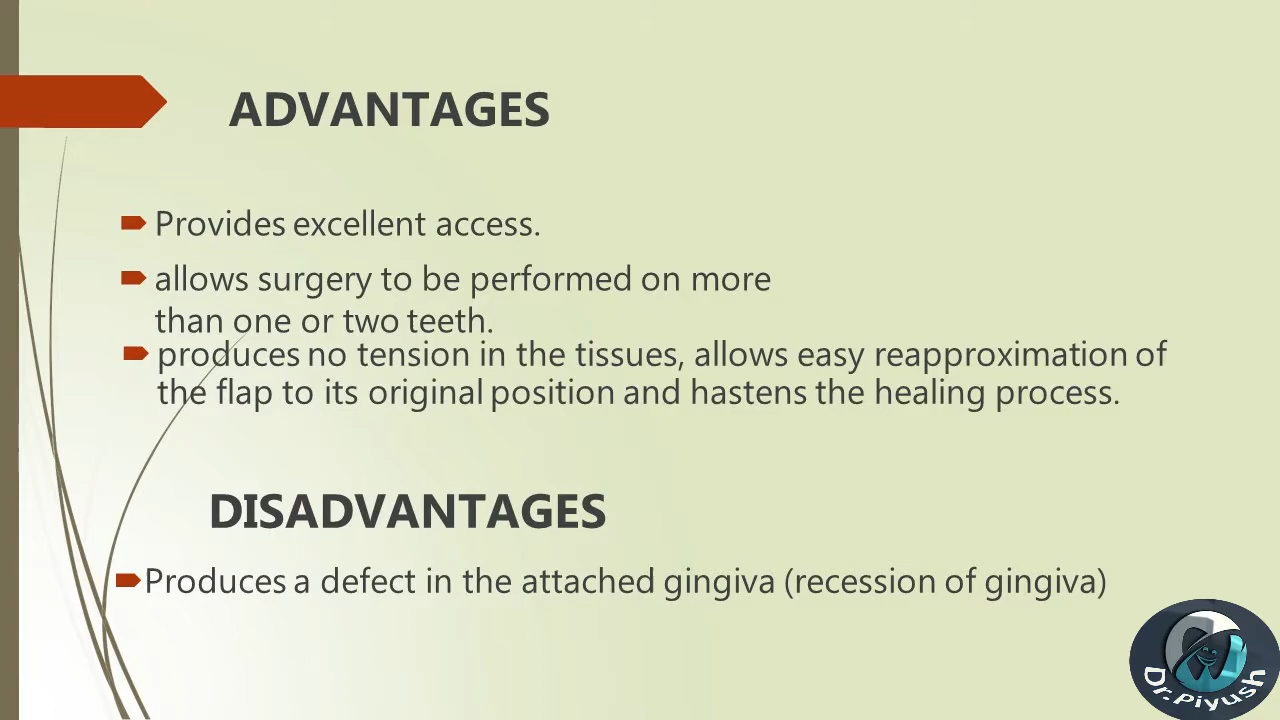 ADVANTAGES
Provides excellent access.
allows surgery to be performed on more
than one or two teeth.
produces no tension in the tissues, allows easy reapproximation of
the flap to its original position and hastens the healing process.
DISADVANTAGES
Produces a defect in the attached gingiva (recession of gingiva)
Dr.Piyush